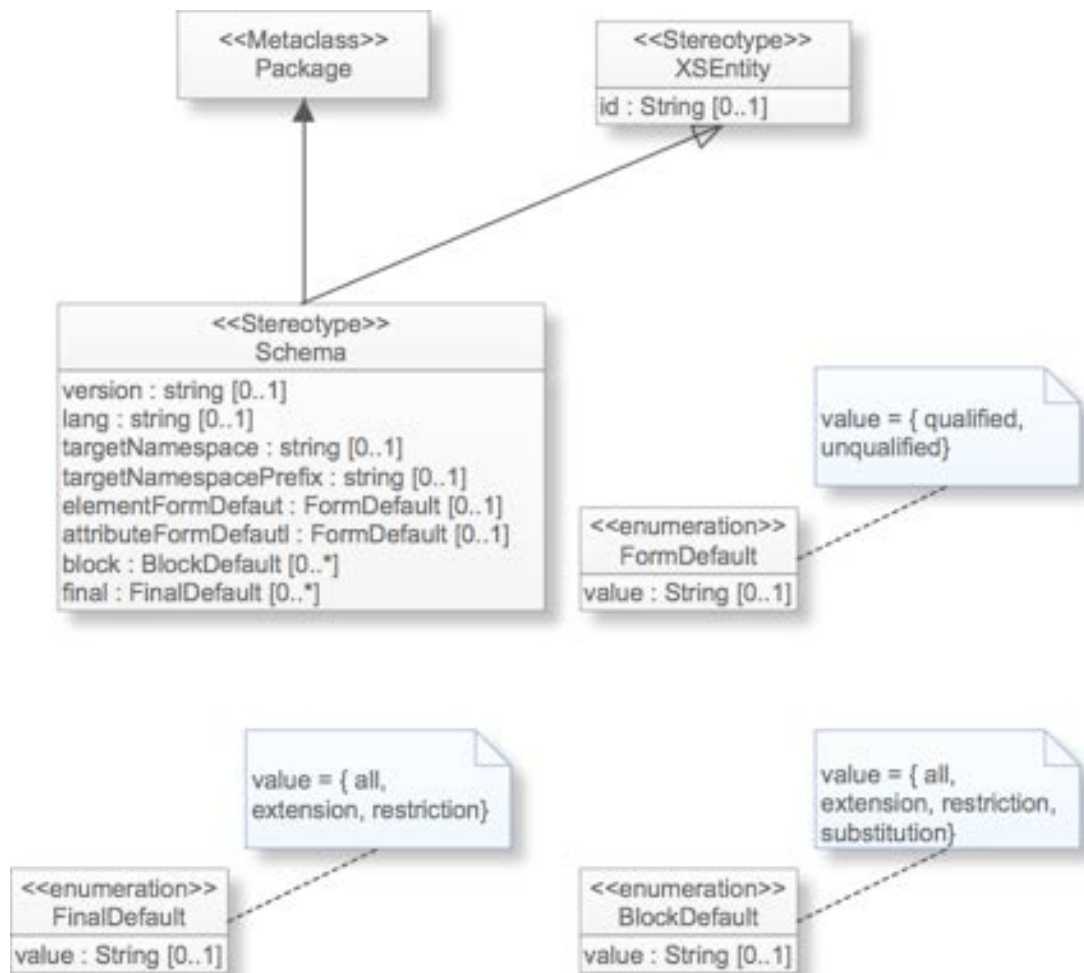 <<Metaclass>>
Package
<<Stereotype>>
XSEntity
id : String [0..1]
<<Stereotype>>
Schema
version : string [0..1]
lang : string [0..1]
targetNamespace : string [0..1]
targetNamespacePrefix : string [0..1]
elementFormDefaut : FormDefault [0..1]
attributeFormDefautl : FormDefault [0..1]
block : BlockDefault [0..*]
final : FinalDefault [0..*]
value = { qualified,
unqualified}
<<enumeration>>
FormDefault
value : String [0..1]
value = { all,
extension, restriction}
<<enumeration>>
FinalDefault
value : String [0..1]
value = { all,
extension, restriction,
substitution}
<<enumeration>>
BlockDefault
value : String [0..1]